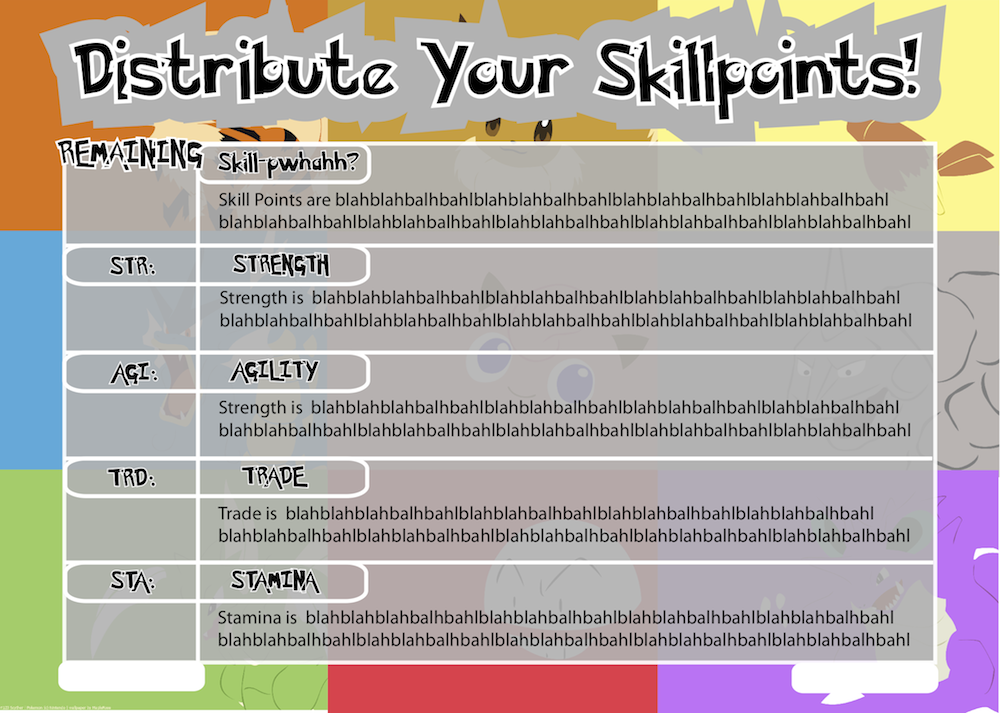 Distribute Your Skillpoints!
REMAINING
Skill-pwhahh?
Skill Points are blahblahbalhbahlblahblahbalhbahlblahblahbalhbahlblahblahbalhbahl
blahblahbalhbahlblahblahbalhbahlblahblahbalhbahlblahblahbalhbahlblahblahbalhbahl
STR: STRENGTH
Strength is blahblahblahbalhbahlblahblahbalhbahlblahblahbalhbahlblahblahbalhbahl
blahblahbalhbahlblahblahbalhbahlblahblahbalhbahlblahblahbalhbahlblahblahbalhbahl
AGI: AGILITY
Strength is blahblahblahbalhbahlblahblahbalhbahlblahblahbalhbahlblahblahbalhbahl
blahblahbalhbahlblahblahbalhbahlblahblahbalhbahlblahblahbalhbahlblahblahbalhbahl
TRD: TRADE
Trade is blahblahblahbalhbahlblahblahbalhbahlblahblahbalhbahlblahblahbalhbahl
blahblahbalhbahlblahblahbalhbahlblahblahbalhbahlblahblahbalhbahlblahblahbalhbahl
STA: STAMINA
Stamina is blahblahblahbalhbahlblahblahbalhbahlblahblahbalhbahlblahblahbalhbahl
blahblahbalhbahlblahblahbalhbahlblahblahbalhbahlblahblahbalhbahlblahblahbalhbahl